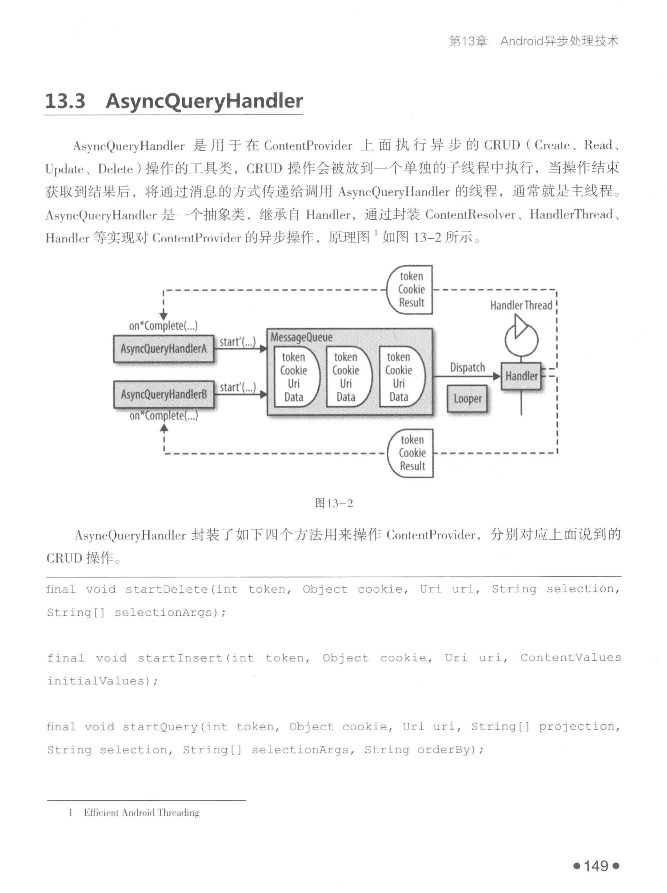 第13章 Android异步处理技术
13.3 AsyncQueryHandler
AsyncQueryHandler 是用于在 ContentProvider 上面执行异步的 CRUD（Create、Read、
Update、Delete）操作的工具类，CRUD 操作会被放到一个单独的子线程中执行，当操作结束
获取到结果后，将通过消息的方式传递给调用 AsyncQueryHandler 的线程，通常就是主线程。
AsyncQueryHandler 是一个抽象类，继承自 Handler，通过封装 ContentResolver、HandlerThread、
Handler 等实现对 ContentProvider 的异步操作，原理图1如图 13-2 所示。
token
Cookie
Result
Handler Thread
on*Complete(...)
AsyncQueryHandlerA
start'(...)
MessageQueue
token
Cookie
Uri
Data
token
Cookie
Uri
Data
token
Cookie
Uri
Data
Dispatch
Handler
Looper
AsyncQueryHandlerB
start'(...)
on*Complete(...)
token
Cookie
Result
图13-2
AsyncQueryHandler 封装了如下四个方法用来操作 ContentProvider，分别对应上面说到的
CRUD 操作。
final void startDelete(int token, Object cookie, Uri uri, String selection,
String[] selectionArgs);
final void startInsert(int token, Object cookie, Uri uri, ContentValues
initialValues);
final void startQuery(int token, Object cookie, Uri uri, String[] projection,
String selection, String[] selectionArgs, String orderBy);
1 Efficient Android Threading
●149●